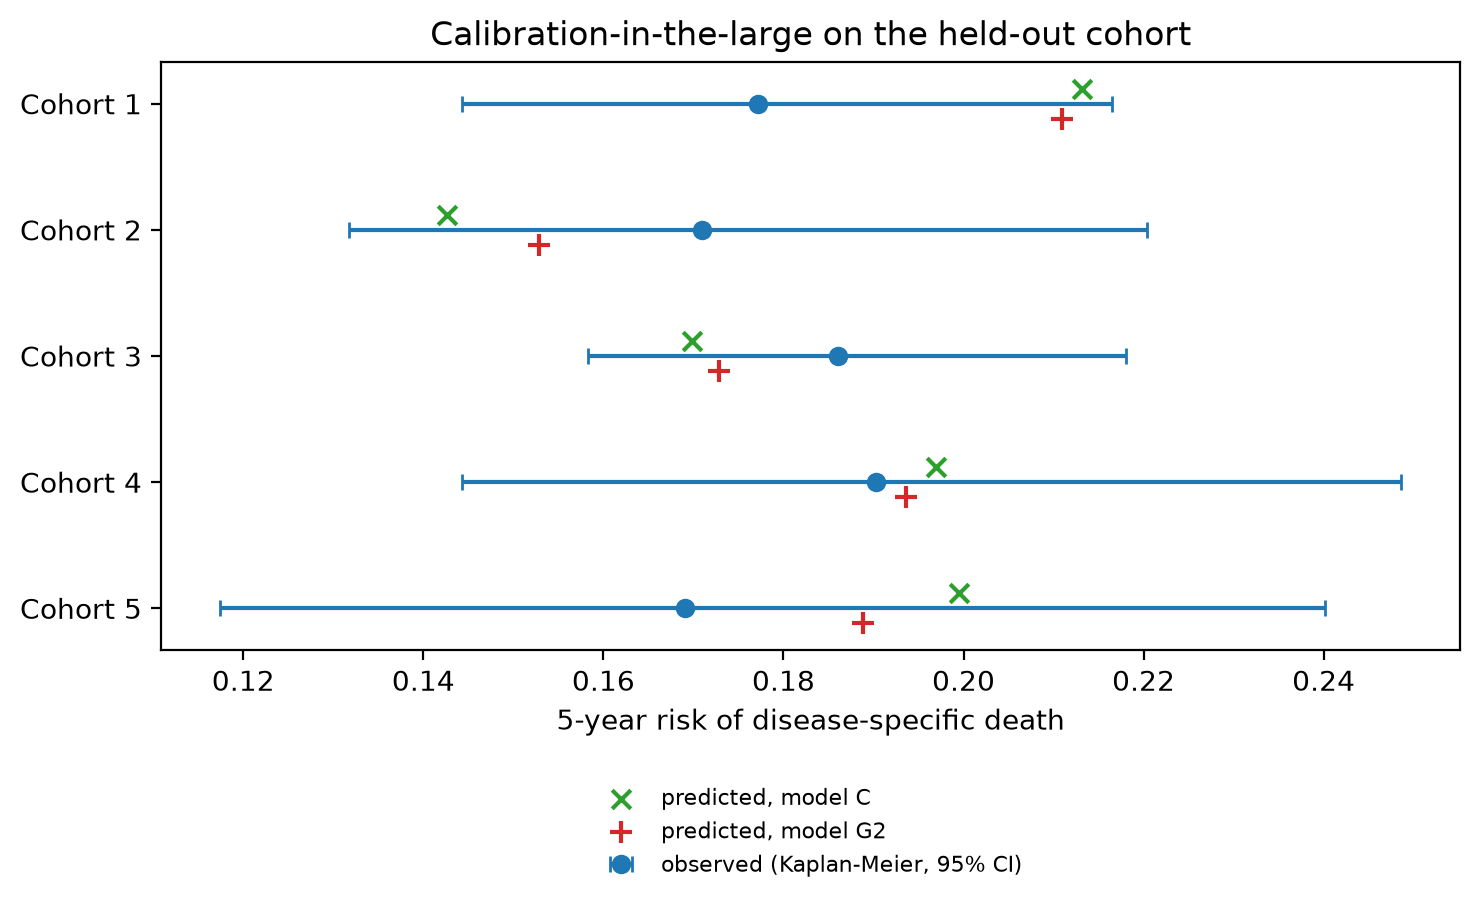 Calibration-in-the-large on the held-out cohort
Cohort 1
Cohort 2
Cohort 3
Cohort 4
Cohort 5
0.12 0.14 0.16 0.18 0.20 0.22 0.24
5-year risk of disease-specific death
predicted, model C
predicted, model G2
observed (Kaplan-Meier, 95% CI)